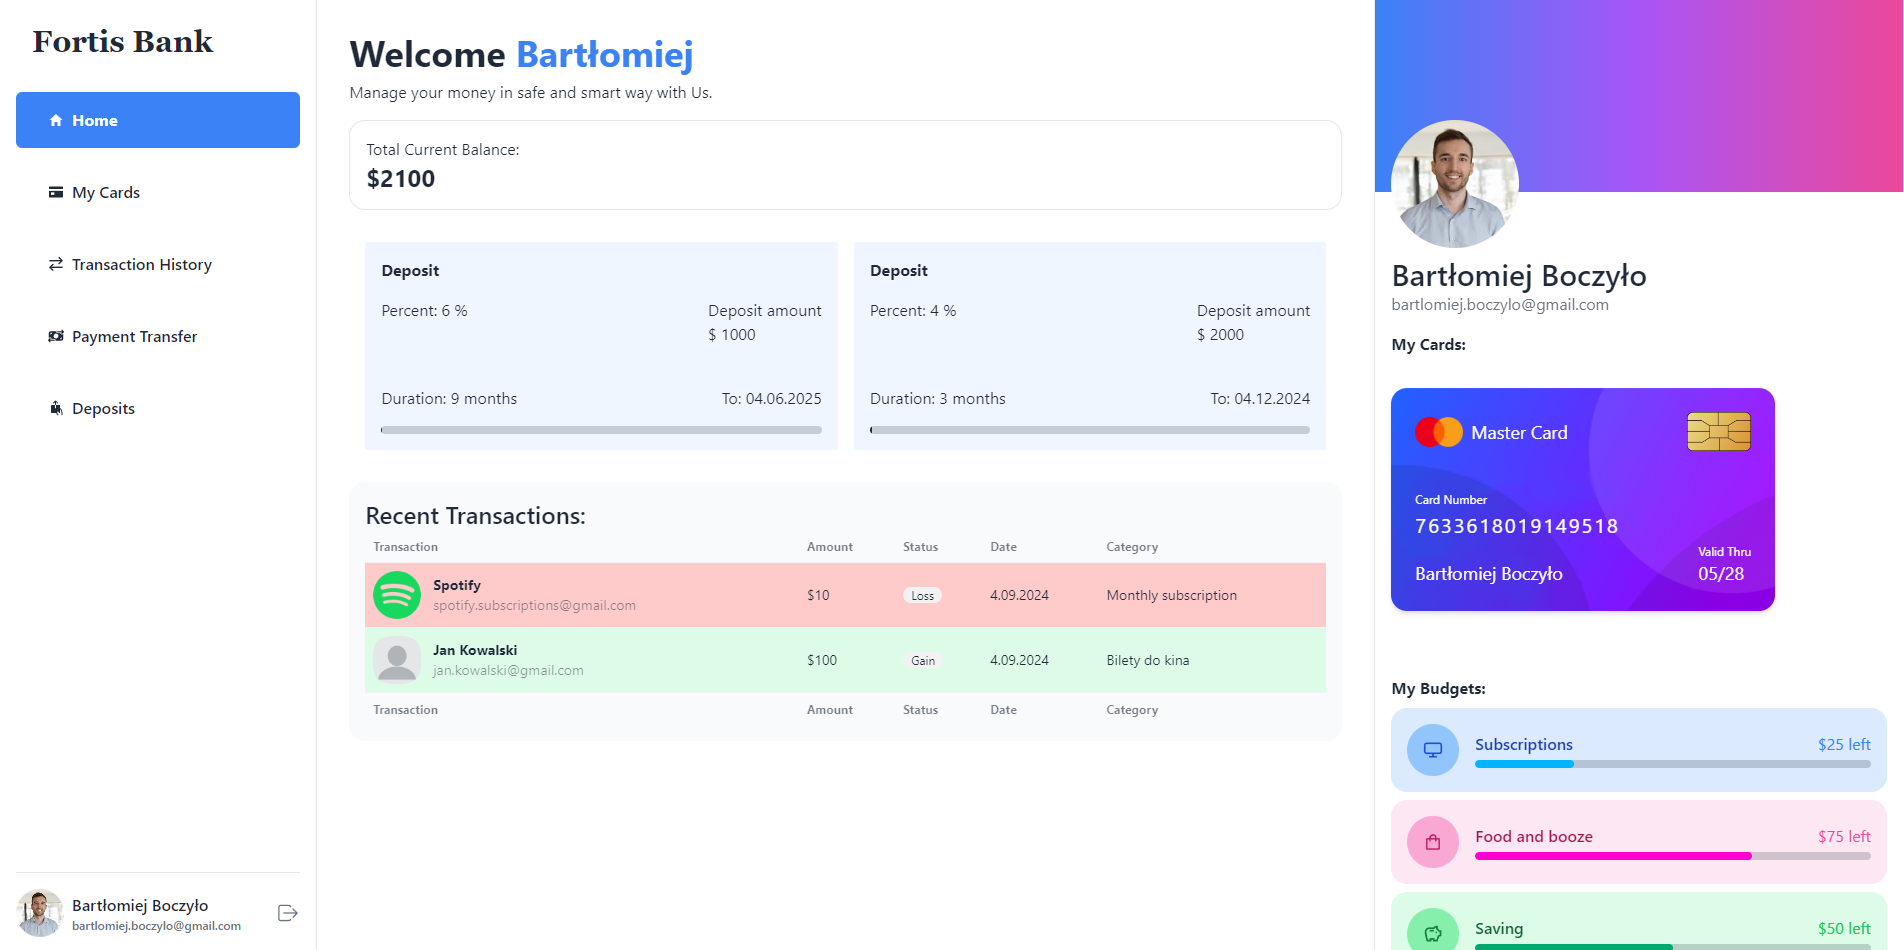 Fortis Bank
Home
My Cards
Transaction History
Payment Transfer
Deposits
Bartłomiej Boczyło
bartlomiej.boczylo@gmail.com
Welcome Bartłomiej
Manage your money in safe and smart way with Us.
Total Current Balance:
$2100
Deposit
Percent: 6 %
Deposit amount
$ 1000
Duration: 9 months
To: 04.06.2025
Deposit
Percent: 4 %
Deposit amount
$ 2000
Duration: 3 months
To: 04.12.2024
Recent Transactions:
Transaction Amount Status Date Category
Spotify
spotify.subscriptions@gmail.com
$10 Loss 4.09.2024 Monthly subscription
Jan Kowalski
jan.kowalski@gmail.com
$100 Gain 4.09.2024 Bilety do kina
Transaction Amount Status Date Category
Bartłomiej Boczyło
bartlomiej.boczylo@gmail.com
My Cards:
Master Card
Card Number
7633618019149518
Valid Thru
Bartłomiej Boczyło 05/28
My Budgets:
Subscriptions $25 left
Food and booze $75 left
Saving $50 left